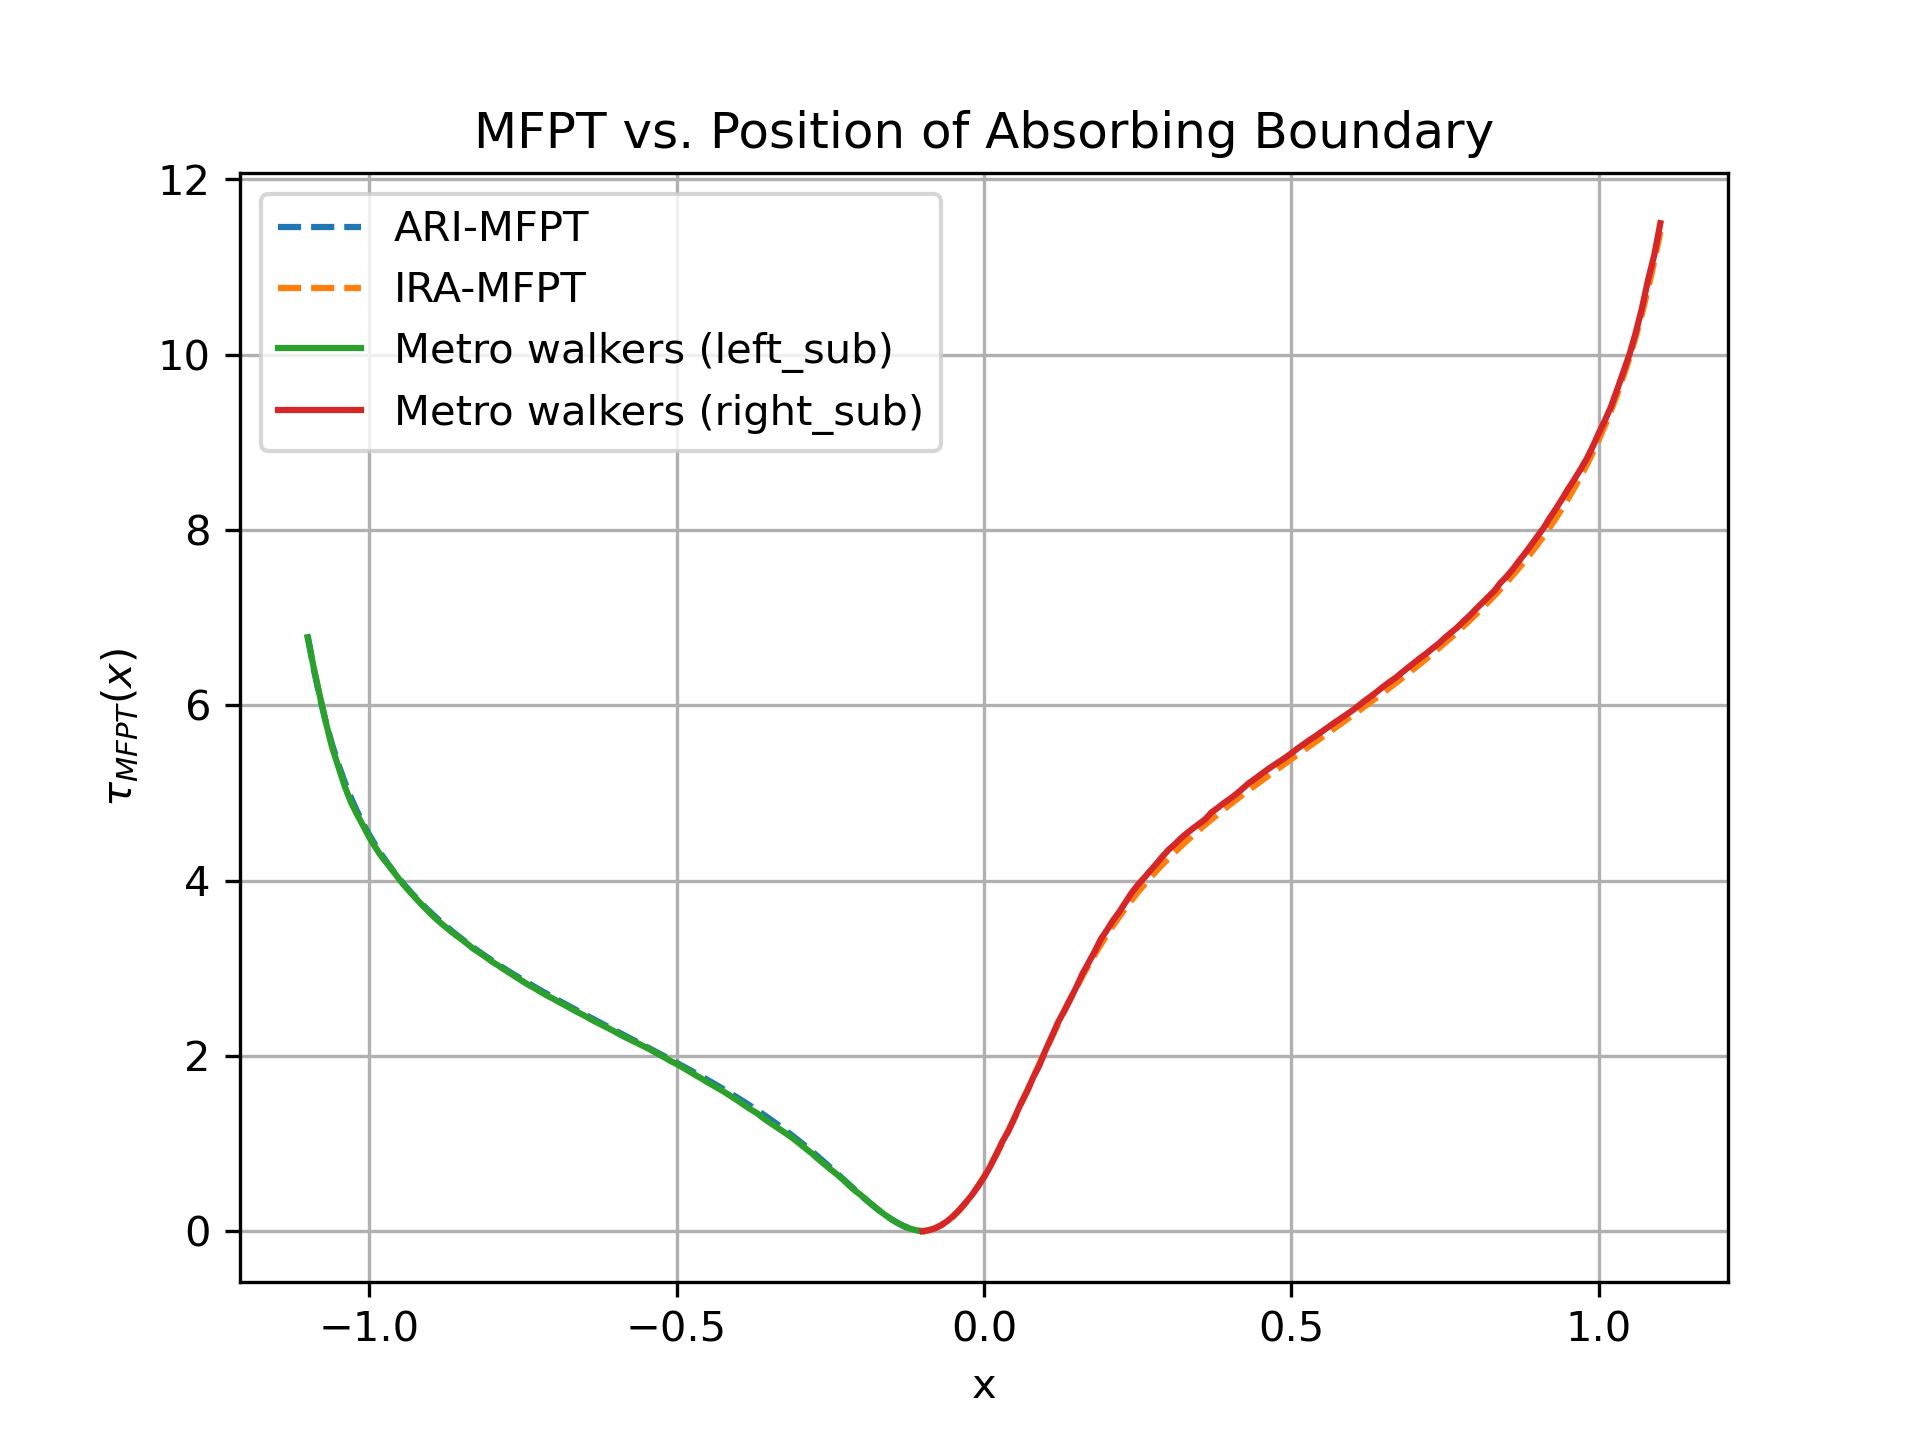 MFPT vs. Position of Absorbing Boundary
12
10
8
6
4
2
0
τMFPT(x)
ARI-MFPT
IRA-MFPT
Metro walkers (left_sub)
Metro walkers (right_sub)
−1.0 −0.5 0.0 0.5 1.0
x